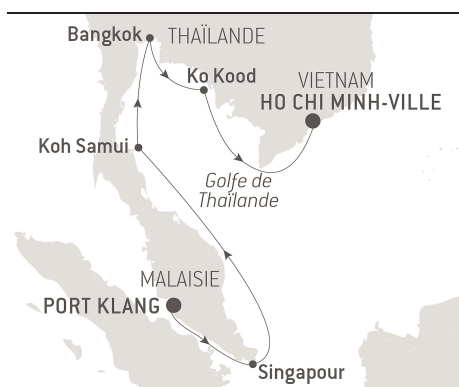 Bangkok
THAÏLANDE
Ko Kood
VIETNAM
HO CHI MINH-VILLE
Koh Samui
Golfe de
Thaïlande
MALAISIE
PORT KLANG
Singapour